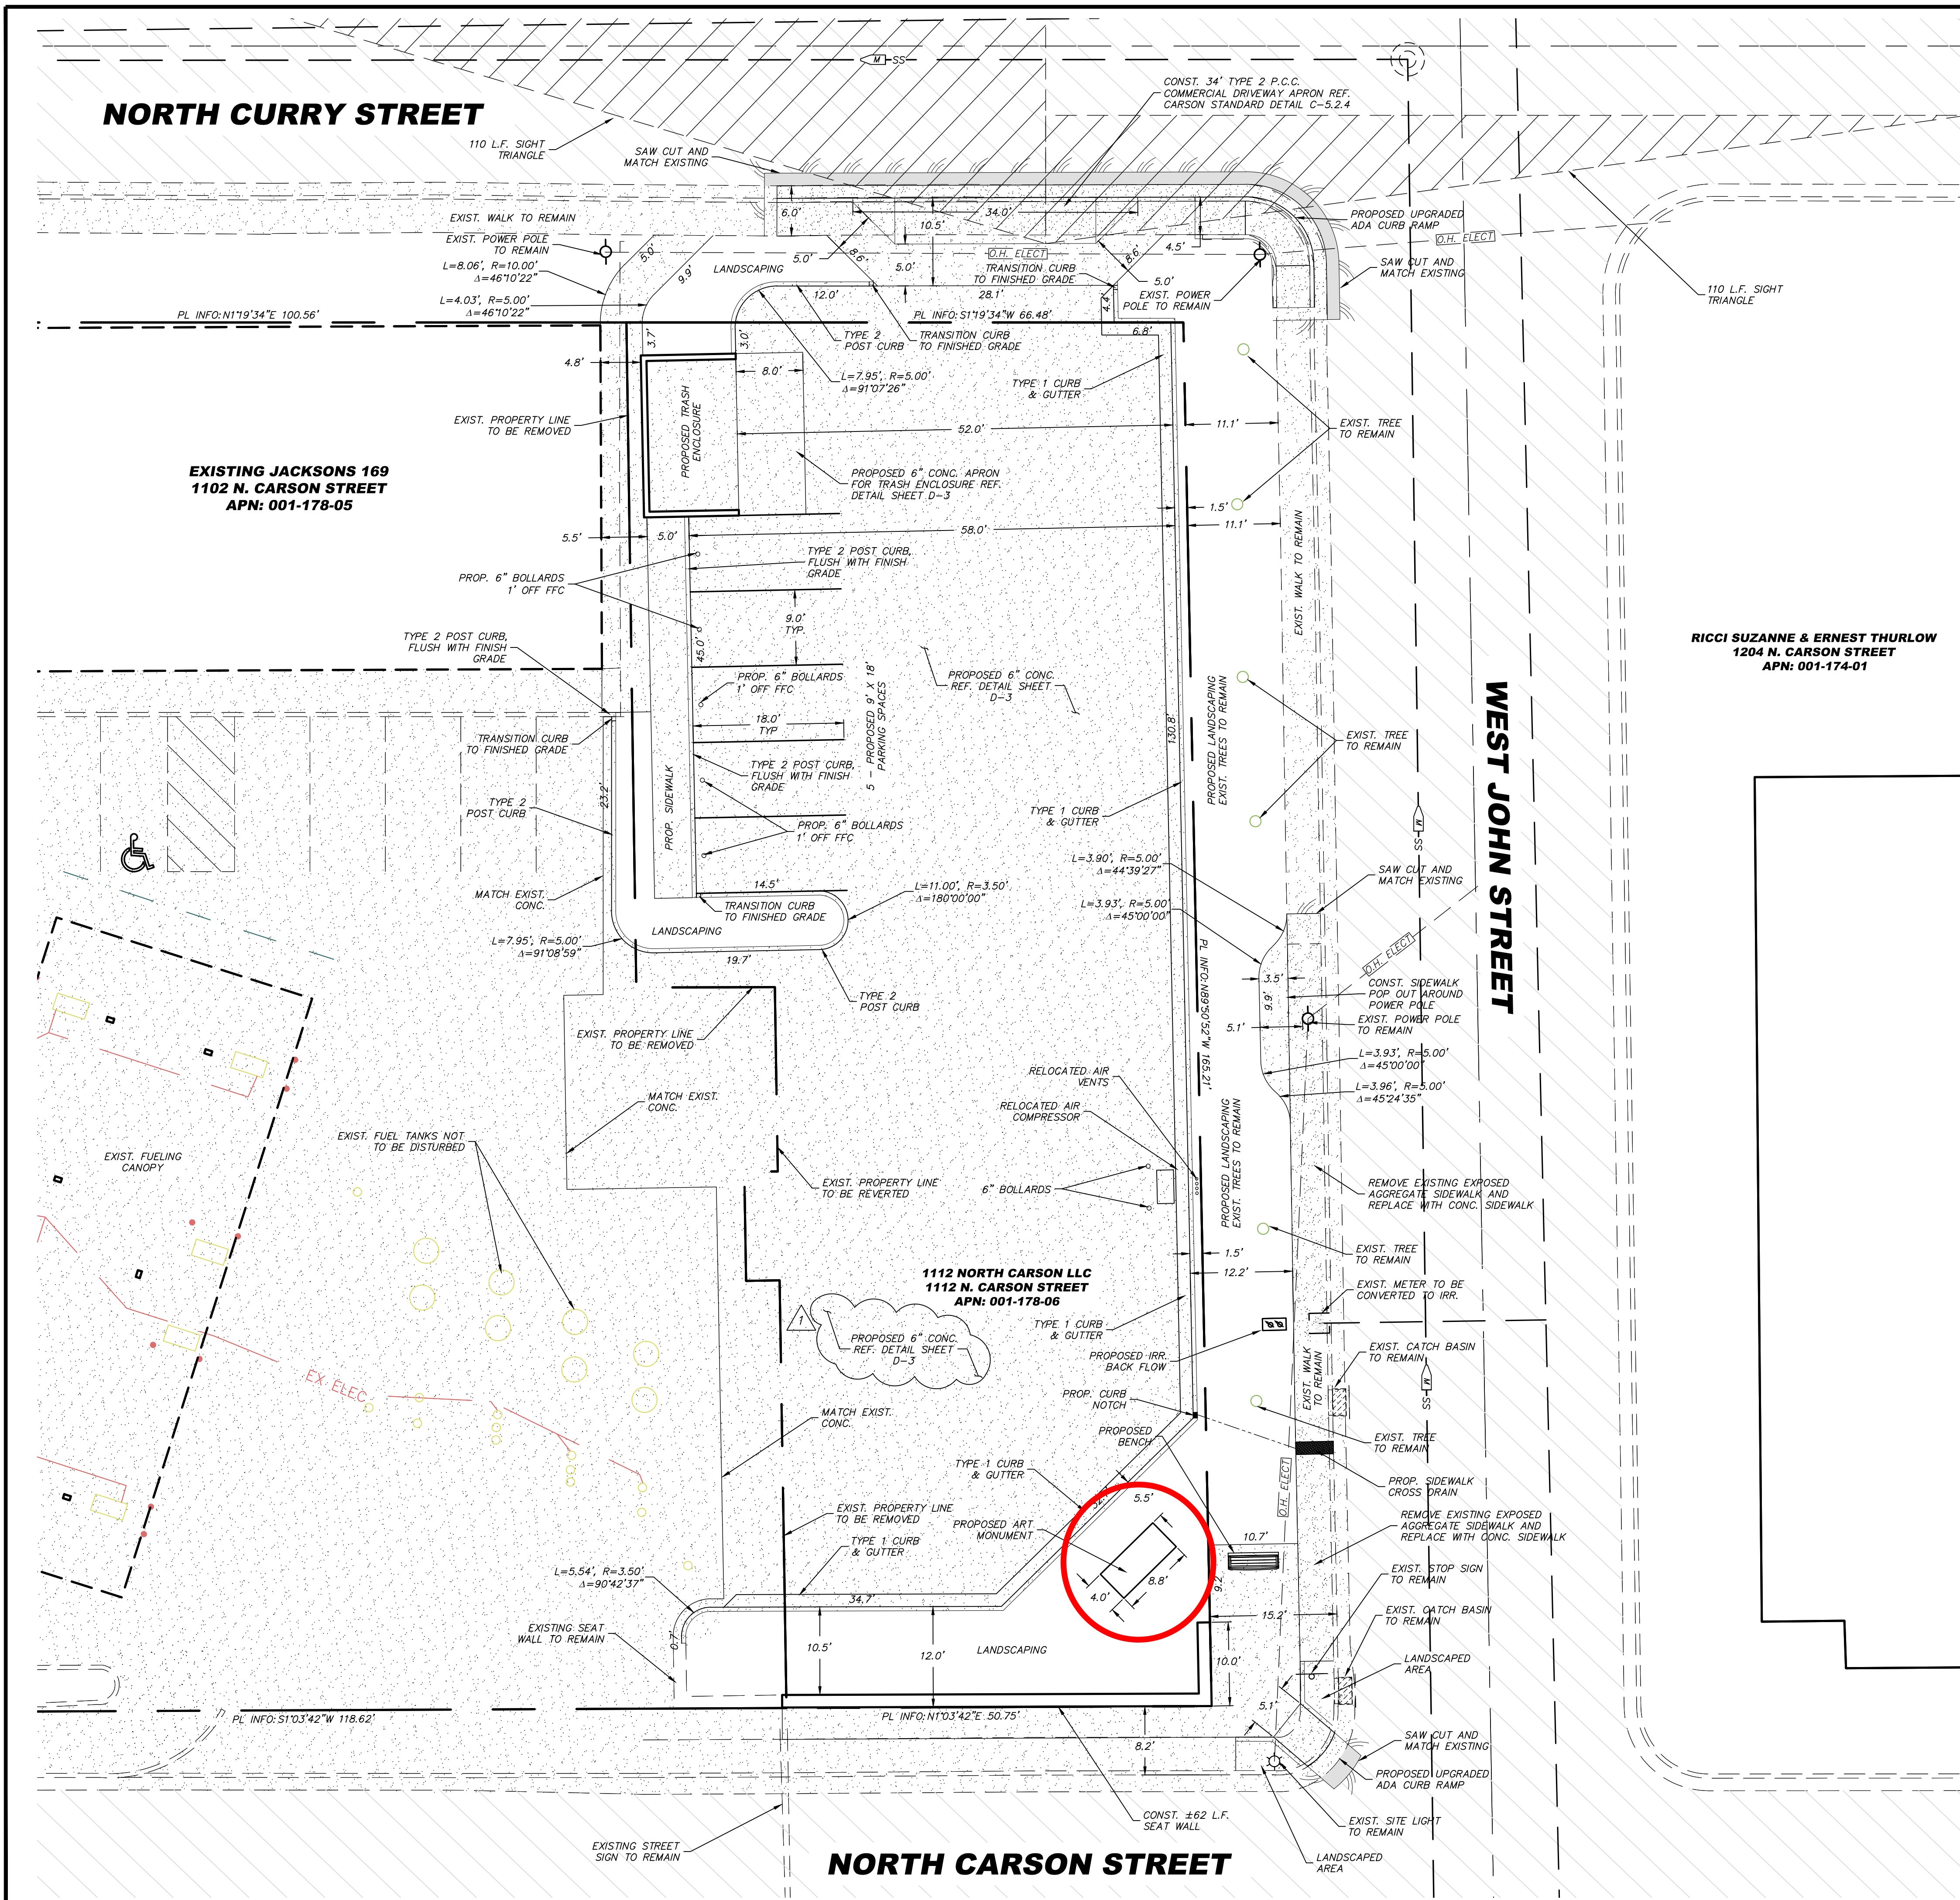 M SS
CONST. 34' TYPE 2 P.C.C.
COMMERCIAL DRIVEWAY APRON REF.
CARSON STANDARD DETAIL C-5.2.4
NORTH CURRY STREET
110 L.F. SIGHT
TRIANGLE
SAW CUT AND
MATCH EXISTING
EXIST. WALK TO REMAIN
6.0'
10.5'
34.0'
4.5'
PROPOSED UPGRADED
ADA CURB RAMP
O.H. ELECT
EXIST. POWER POLE
TO REMAIN
5.0'
9.9'
LANDSCAPING
5.0'
8.6'
5.0'
O.H. ELECT
8.6'
5.0'
TRANSITION CURB
TO FINISHED GRADE
SAW CUT AND
MATCH EXISTING
L=8.06', R=10.00'
Δ=46°10'22"
L=4.03', R=5.00'
Δ=46°10'22"
12.0'
28.1'
4.4'
EXIST. POWER
POLE TO REMAIN
110 L.F. SIGHT
TRIANGLE
PL INFO: N1°19'34"E 100.56'
PL INFO: S1°19'34"W 66.48'
3.7'
3.0'
6.8'
TYPE 2
POST CURB
TRANSITION CURB
TO FINISHED GRADE
4.8'
8.0'
L=7.95', R=5.00'
Δ=91°07'26"
TYPE 1 CURB
& GUTTER
PROPOSED TRASH
ENCLOSURE
EXIST. PROPERTY LINE
TO BE REMOVED
52.0'
11.1'
EXIST. TREE
TO REMAIN
EXISTING JACKSONS 169
1102 N. CARSON STREET
APN: 001-178-05
PROPOSED 6" CONC. APRON
FOR TRASH ENCLOSURE REF.
DETAIL SHEET D-3
1.5'
11.1'
5.5'
5.0'
58.0'
EXIST. WALK TO REMAIN
TYPE 2 POST CURB,
FLUSH WITH FINISH
GRADE
PROP. 6" BOLLARDS
1' OFF FFC
9.0'
TYP.
TYPE 2 POST CURB,
FLUSH WITH FINISH
GRADE
45.0'
PROP. 6" BOLLARDS
1' OFF FFC
PROPOSED 6" CONC.
REF. DETAIL SHEET
D-3
RICCI SUZANNE & ERNEST THURLOW
1204 N. CARSON STREET
APN: 001-174-01
18.0'
TYP
5 - PROPOSED 9' X 18'
PARKING SPACES
130.8'
PROPOSED LANDSCAPING
EXIST. TREES TO REMAIN
EXIST. TREE
TO REMAIN
WEST JOHN STREET
TRANSITION CURB
TO FINISHED GRADE
TYPE 2 POST CURB,
FLUSH WITH FINISH
GRADE
23.2'
PROP. SIDEWALK
TYPE 2
POST CURB
PROP. 6" BOLLARDS
1' OFF FFC
TYPE 1 CURB
& GUTTER
M SS
L=3.90', R=5.00'
Δ=44°39'27"
SAW CUT AND
MATCH EXISTING
MATCH EXIST.
CONC.
14.5'
L=11.00', R=3.50'
Δ=180°00'00"
TRANSITION CURB
TO FINISHED GRADE
L=3.93', R=5.00'
Δ=45°00'00"
LANDSCAPING
L=7.95', R=5.00'
Δ=91°08'59"
19.7'
O.H. ELECT
PL INFO: N89°50'52"W 165.21'
3.5'
9.9'
CONST. SIDEWALK
POP OUT AROUND
POWER POLE
TYPE 2
POST CURB
EXIST. POWER POLE
TO REMAIN
5.1'
EXIST. PROPERTY LINE
TO BE REMOVED
L=3.93', R=5.00'
Δ=45°00'00"
RELOCATED AIR
VENTS
L=3.96', R=5.00'
Δ=45°24'35"
MATCH EXIST.
CONC.
RELOCATED AIR
COMPRESSOR
PROPOSED LANDSCAPING
EXIST. TREES TO REMAIN
EXIST. FUEL TANKS NOT
TO BE DISTURBED
EXIST. FUELING
CANOPY
EXIST. PROPERTY LINE
TO BE REVERTED
6" BOLLARDS
REMOVE EXISTING EXPOSED
AGGREGATE SIDEWALK AND
REPLACE WITH CONC. SIDEWALK
1.5'
12.2'
EXIST. TREE
TO REMAIN
1112 NORTH CARSON LLC
1112 N. CARSON STREET
APN: 001-178-06
EXIST. METER TO BE
CONVERTED TO IRR.
1
PROPOSED 6" CONC.
REF. DETAIL SHEET
D-3
TYPE 1 CURB
& GUTTER
PROPOSED IRR.
BACK FLOW
EXIST. WALK
TO REMAIN
EXIST. CATCH BASIN
TO REMAIN
M SS
EX ELEC
PROP. CURB
NOTCH
MATCH EXIST.
CONC.
PROPOSED
BENCH
EXIST. TREE
TO REMAIN
TYPE 1 CURB
& GUTTER
O.H. ELECT
PROP. SIDEWALK
CROSS DRAIN
5.5'
EXIST. PROPERTY LINE
TO BE REMOVED
PROPOSED ART
MONUMENT
REMOVE EXISTING EXPOSED
AGGREGATE SIDEWALK AND
REPLACE WITH CONC. SIDEWALK
TYPE 1 CURB
& GUTTER
10.7'
L=5.54', R=3.50'
Δ=90°42'37"
4.0'
8.8'
9.2'
EXIST. STOP SIGN
TO REMAIN
34.7'
15.2'
EXIST. CATCH BASIN
TO REMAIN
EXISTING SEAT
WALL TO REMAIN
0.7'
10.5'
12.0'
LANDSCAPING
10.0'
LANDSCAPED
AREA
5.1'
PL INFO: S1°03'42"W 118.62'
PL INFO: N1°03'42"E 50.75'
8.2'
SAW CUT AND
MATCH EXISTING
PROPOSED UPGRADED
ADA CURB RAMP
CONST. ±62 L.F.
SEAT WALL
EXIST. SITE LIGHT
TO REMAIN
EXISTING STREET
SIGN TO REMAIN
NORTH CARSON STREET
LANDSCAPED
AREA